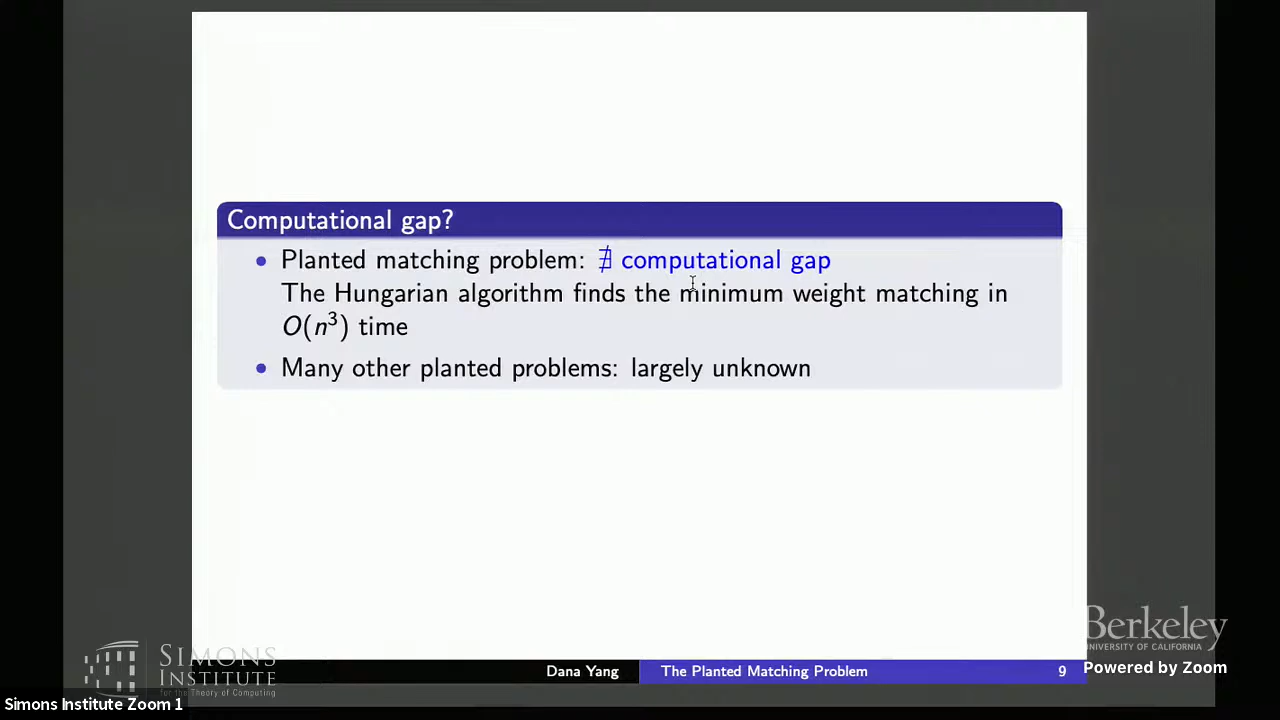 Computational gap?
• Planted matching problem: ∄ computational gap
The Hungarian algorithm finds the minimum weight matching in
O(n³) time
• Many other planted problems: largely unknown
SIMONS
INSTITUTE
for the Theory of Computing
Dana Yang
The Planted Matching Problem
9
Berkeley
UNIVERSITY OF CALIFORNIA
Powered by Zoom
Simons Institute Zoom 1